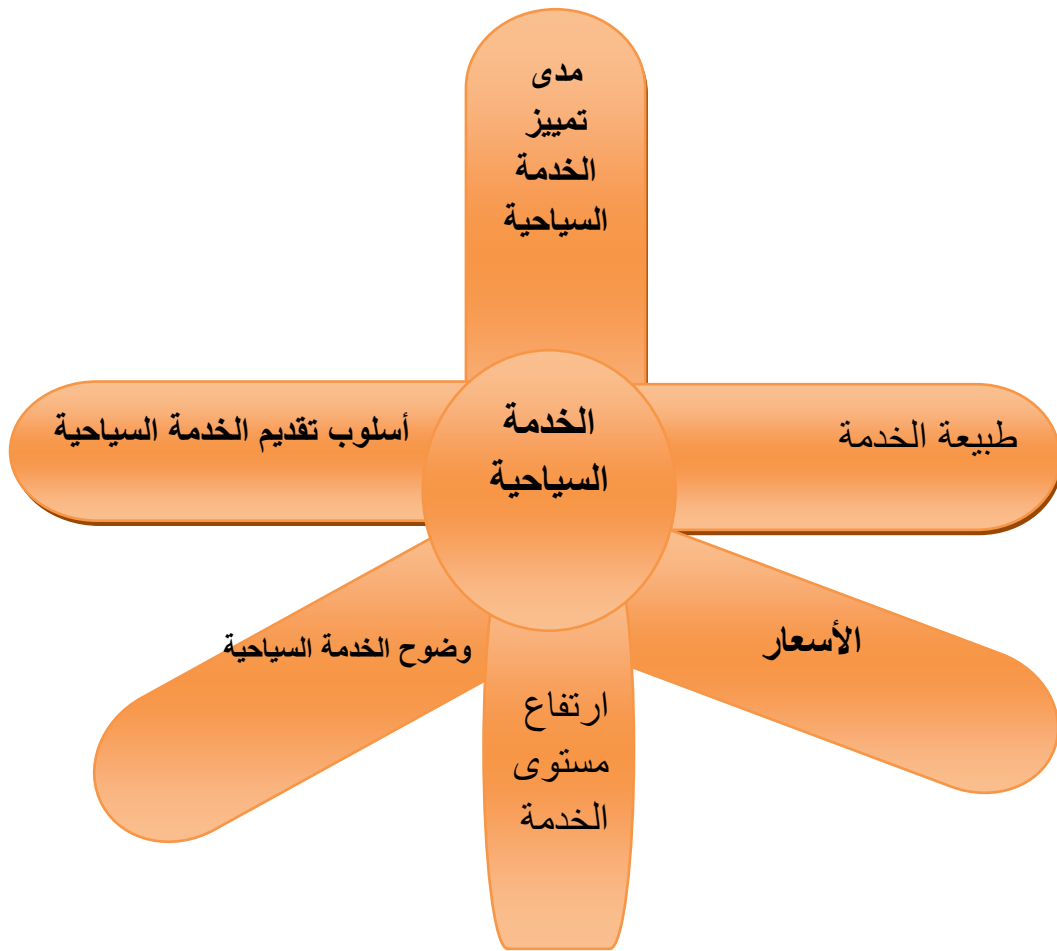 مدى
تمييز
الخدمة
السياحية
الخدمة
السياحية
طبيعة الخدمة
أسلوب تقديم الخدمة السياحية
الأسعار
وضوح الخدمة السياحية
ارتفاع
مستوى
الخدمة